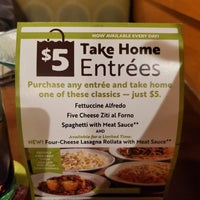 NOW AVAILABLE EVERY DAY!
$5 Take Home
Entrées
Purchase any entrée and take home
one of these classics — just $5.
Fettuccine Alfredo
Five Cheese Ziti al Forno
Spaghetti with Meat Sauce**
AND
Available for a Limited Time:
NEW! Four-Cheese Lasagna Rollata with Meat Sauce**